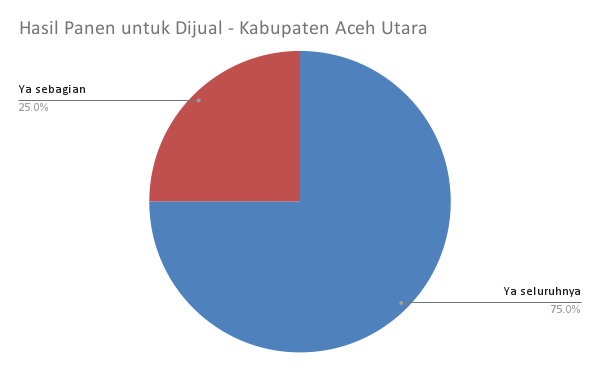 Hasil Panen untuk Dijual - Kabupaten Aceh Utara
Ya sebagian
25.0%
Ya seluruhnya
75.0%